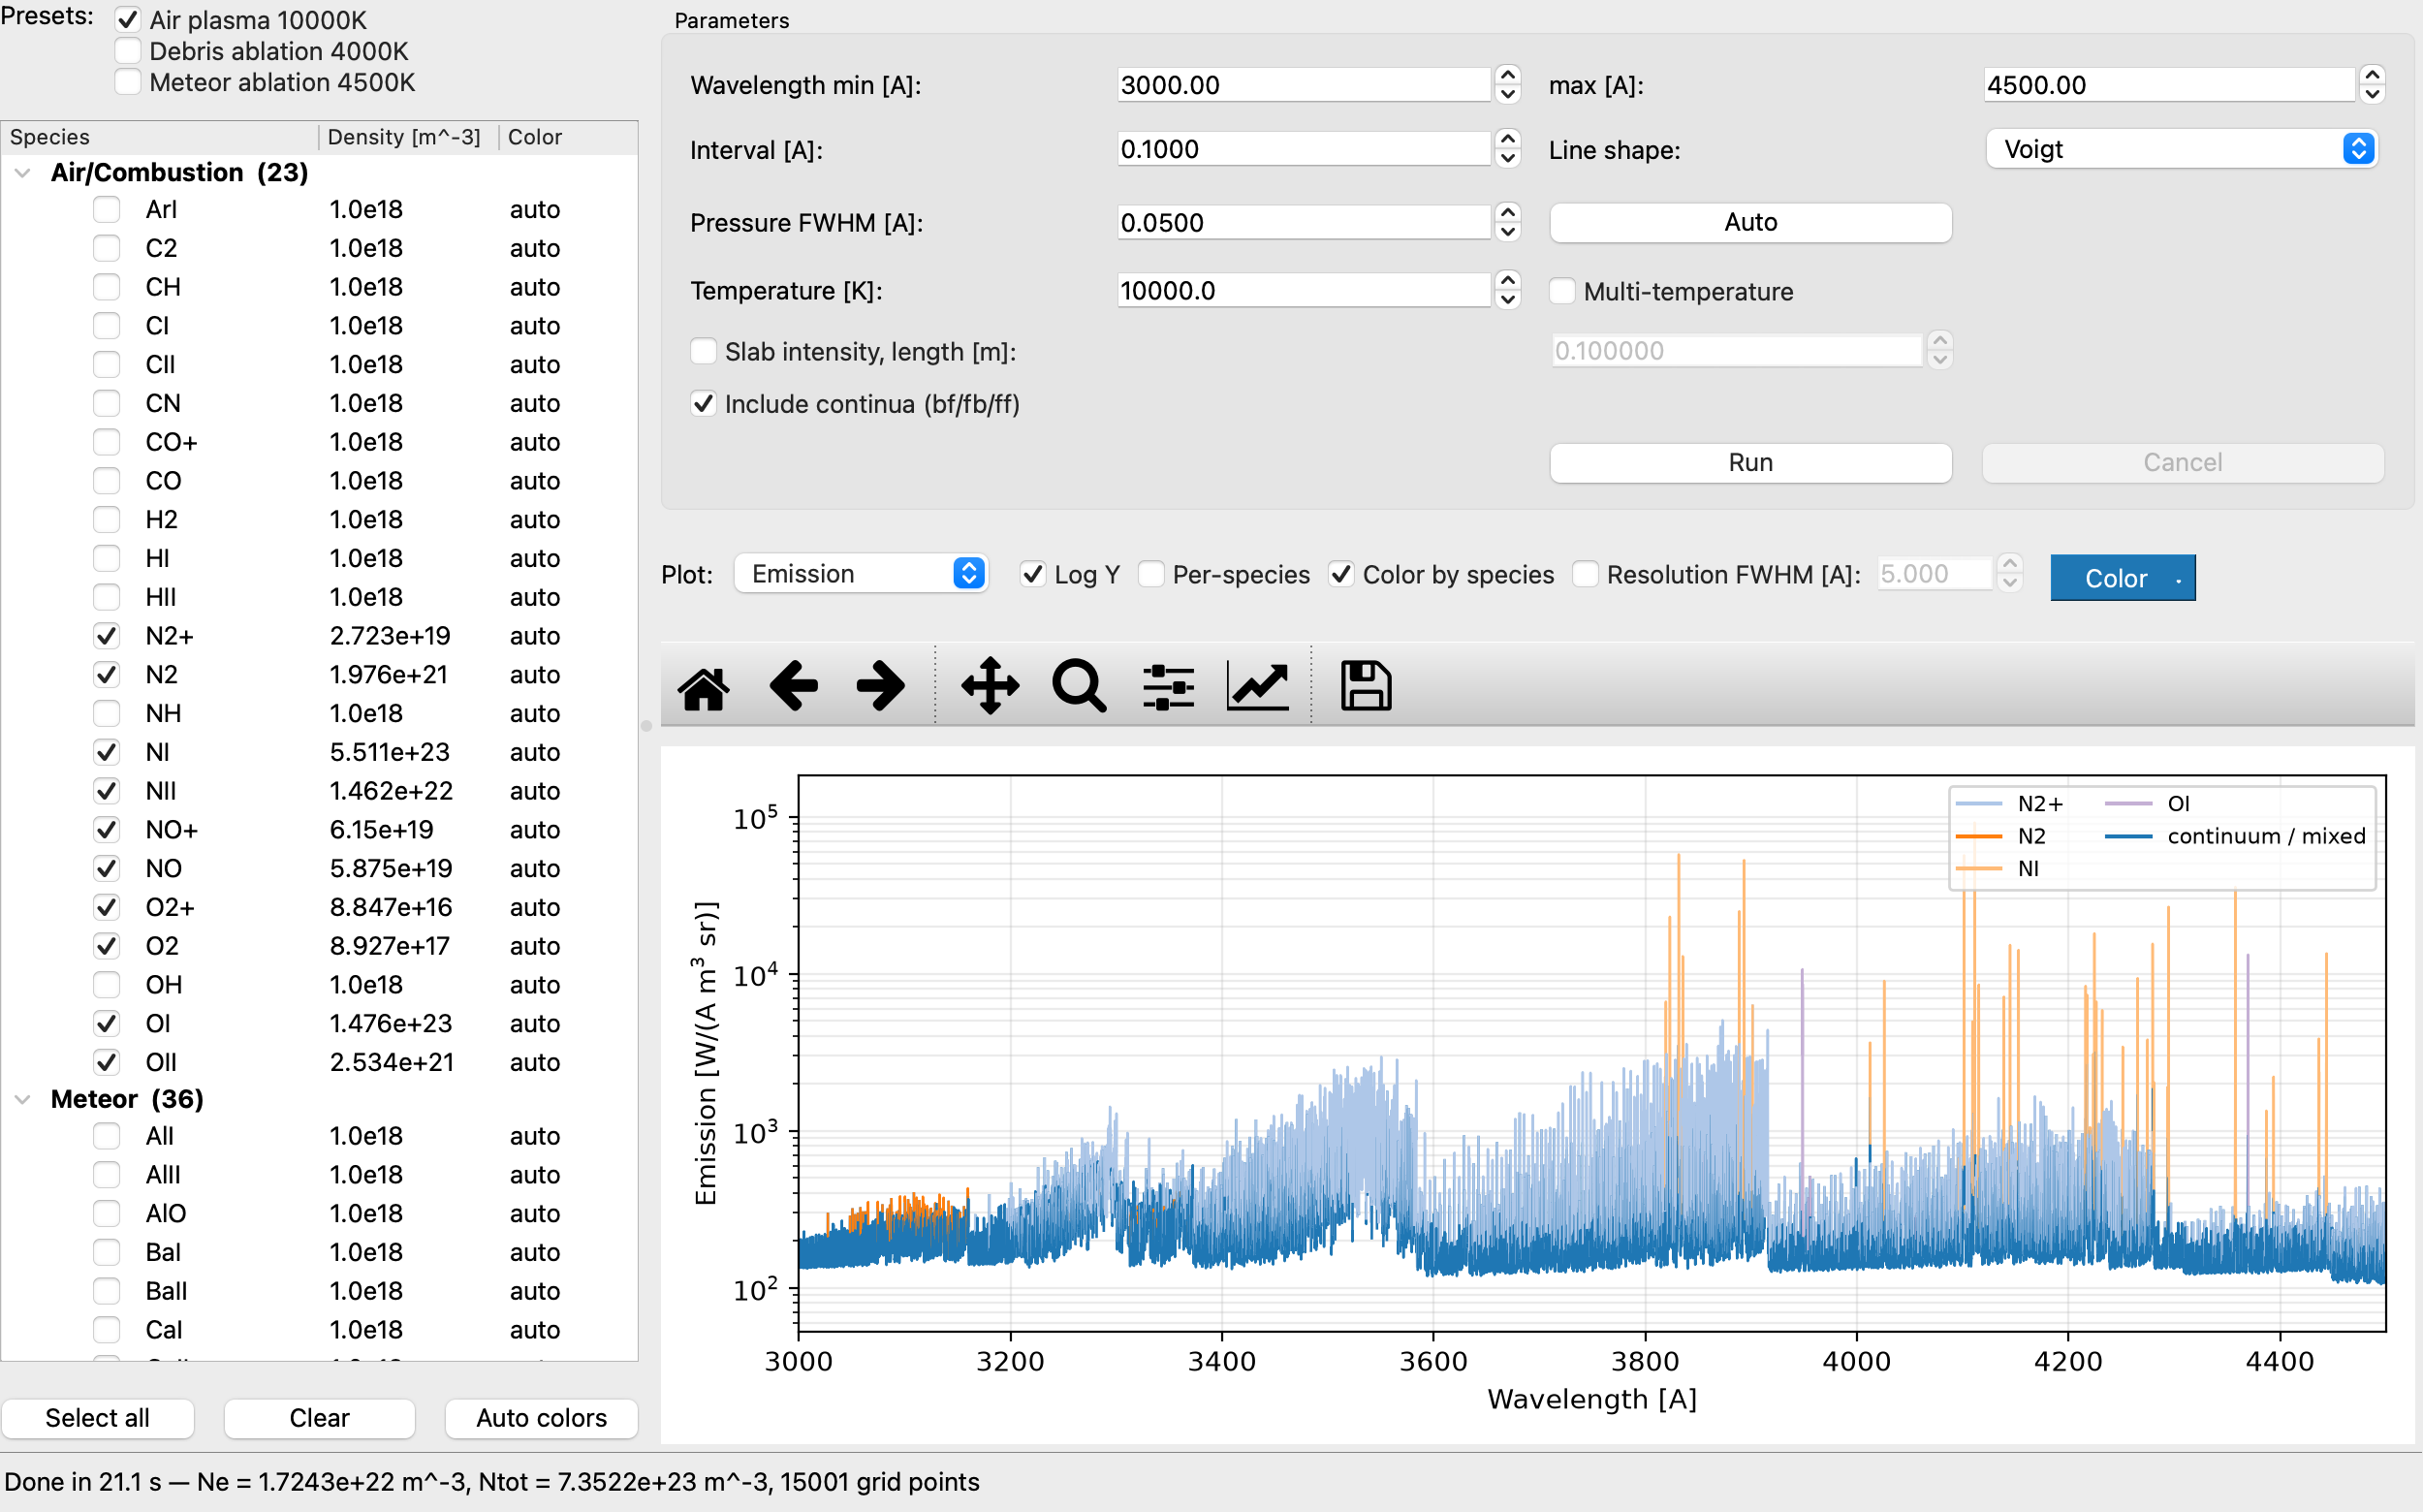 Presets:
Air plasma 10000K
Debris ablation 4000K
Meteor ablation 4500K
Species Density [m^-3] Color
Air/Combustion (23)
ArI 1.0e18 auto
C2 1.0e18 auto
CH 1.0e18 auto
CI 1.0e18 auto
CII 1.0e18 auto
CN 1.0e18 auto
CO+ 1.0e18 auto
CO 1.0e18 auto
H2 1.0e18 auto
HI 1.0e18 auto
HII 1.0e18 auto
N2+ 2.723e+19 auto
N2 1.976e+21 auto
NH 1.0e18 auto
NI 5.511e+23 auto
NII 1.462e+22 auto
NO+ 6.15e+19 auto
NO 5.875e+19 auto
O2+ 8.847e+16 auto
O2 8.927e+17 auto
OH 1.0e18 auto
OI 1.476e+23 auto
OII 2.534e+21 auto
Meteor (36)
AlI 1.0e18 auto
AlII 1.0e18 auto
AlO 1.0e18 auto
BaI 1.0e18 auto
BaII 1.0e18 auto
CaI 1.0e18 auto
Select all Clear Auto colors
Parameters
Wavelength min [A]: 3000.00 max [A]: 4500.00
Interval [A]: 0.1000 Line shape: Voigt
Pressure FWHM [A]: 0.0500 Auto
Temperature [K]: 10000.0 Multi-temperature
Slab intensity, length [m]: 0.100000
Include continua (bf/fb/ff)
Run Cancel
Plot: Emission Log Y Per-species Color by species Resolution FWHM [A]: 5.000 Color
Emission [W/(A m³ sr)]
10⁵
10⁴
10³
10²
N2+ OI
N2 continuum / mixed
NI
3000 3200 3400 3600 3800 4000 4200 4400
Wavelength [A]
Done in 21.1 s — Ne = 1.7243e+22 m^-3, Ntot = 7.3522e+23 m^-3, 15001 grid points